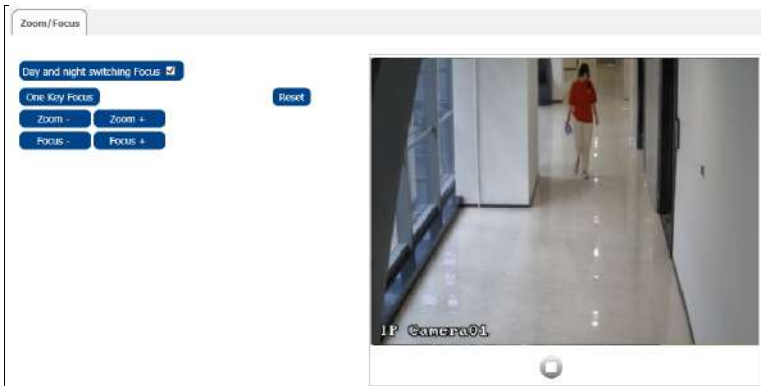 Zoom/Focus
Day and night switching Focus
One Key Focus Reset
Zoom - Zoom +
Focus - Focus +
IP Camera01